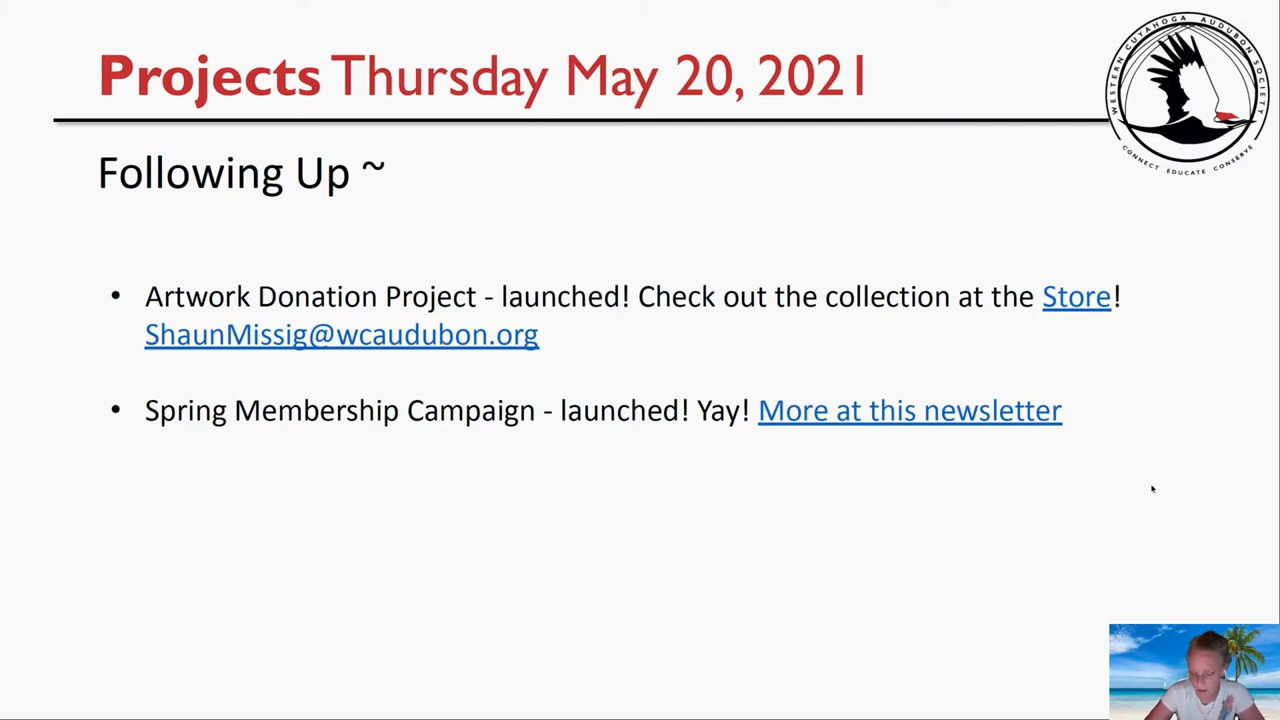 Projects Thursday May 20, 2021
WESTERN CUYAHOGA AUDUBON SOCIETY
CONNECT EDUCATE CONSERVE
Following Up ~
• Artwork Donation Project - launched! Check out the collection at the Store!
ShaunMissig@wcaudubon.org
• Spring Membership Campaign - launched! Yay! More at this newsletter